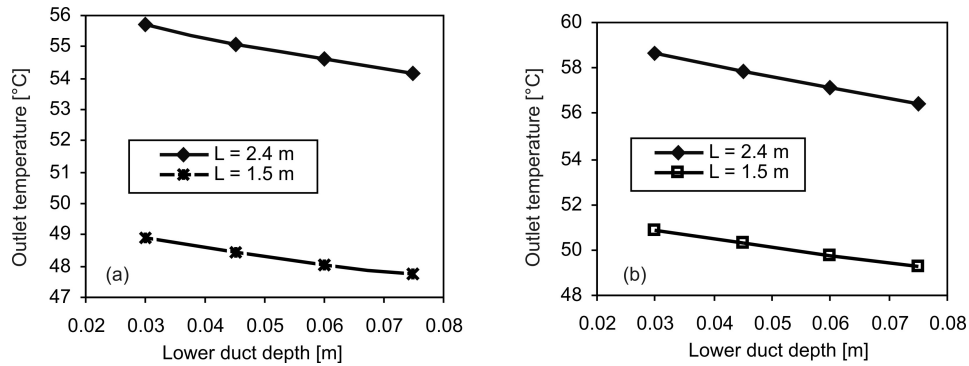 56
55
54
53
52
51
50
49
48
47
Outlet temperature [°C]
L = 2.4 m
L = 1.5 m
(a)
0.02 0.03 0.04 0.05 0.06 0.07 0.08
Lower duct depth [m]
60
58
56
54
52
50
48
Outlet temperature [°C]
L = 2.4 m
L = 1.5 m
(b)
0.02 0.03 0.04 0.05 0.06 0.07 0.08
Lower duct depth [m]